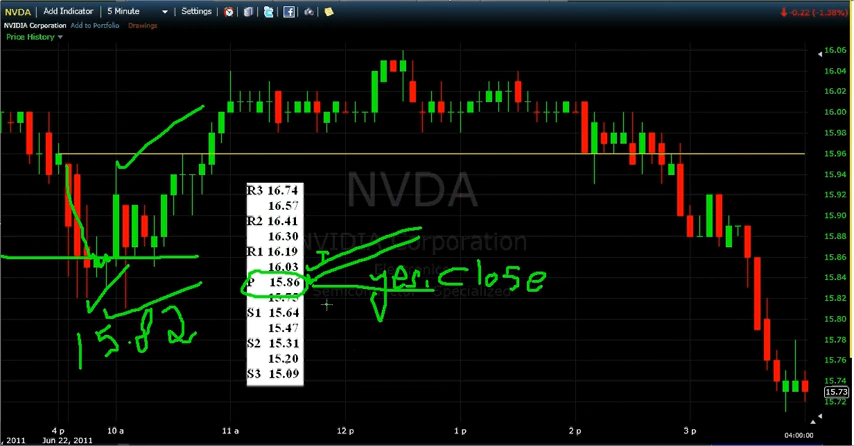 NVDA Add Indicator 5 Minute Settings -0.22 (-1.38%)
NVIDIA Corporation Add to Portfolio Drawings
Price History
16.06
16.04
16.02
16.00
15.98
15.96
15.94
15.92
15.90
15.88
15.86
15.84
15.82
15.80
15.78
15.76
15.74
15.73
15.72
NVDA
NVIDIA Corporation
R3 16.74
16.57
R2 16.41
16.30
R1 16.19
16.03
P 15.86
15.75
S1 15.64
15.47
S2 15.31
15.20
S3 15.09
yes. close
15.82
4 p 10 a 11 a 12 p 1 p 2 p 3 p 04:00:00
, 2011 Jun 22, 2011